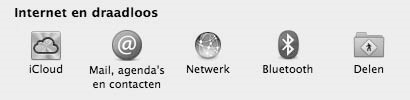 Internet en draadloos
iCloud
Mail, agenda's
en contacten
Netwerk
Bluetooth
Delen